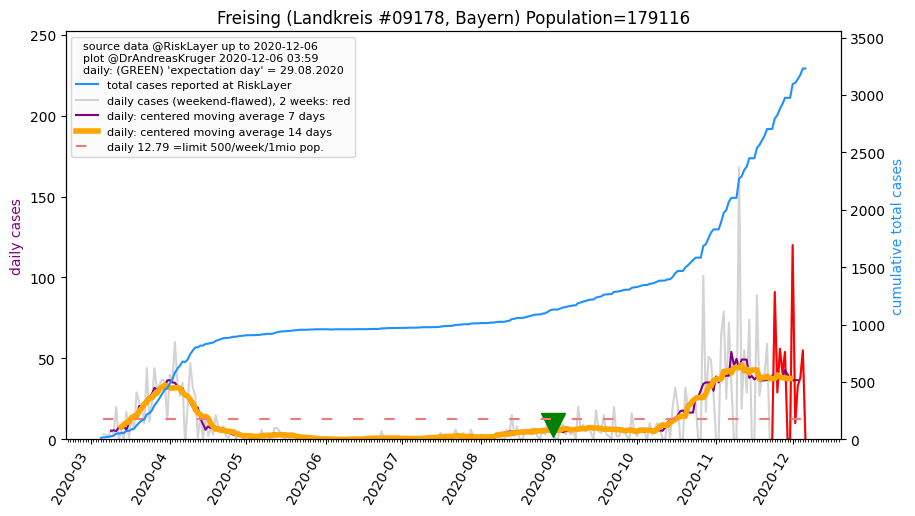 Freising (Landkreis #09178, Bayern) Population=179116
source data @RiskLayer up to 2020-12-06
plot @DrAndreasKruger 2020-12-06 03:59
daily: (GREEN) 'expectation day' = 29.08.2020
total cases reported at RiskLayer
daily cases (weekend-flawed), 2 weeks: red
daily: centered moving average 7 days
daily: centered moving average 14 days
daily 12.79 =limit 500/week/1mio pop.
daily cases
250
200
150
100
50
0
cumulative total cases
3500
3000
2500
2000
1500
1000
500
0
2020-03
2020-04
2020-05
2020-06
2020-07
2020-08
2020-09
2020-10
2020-11
2020-12